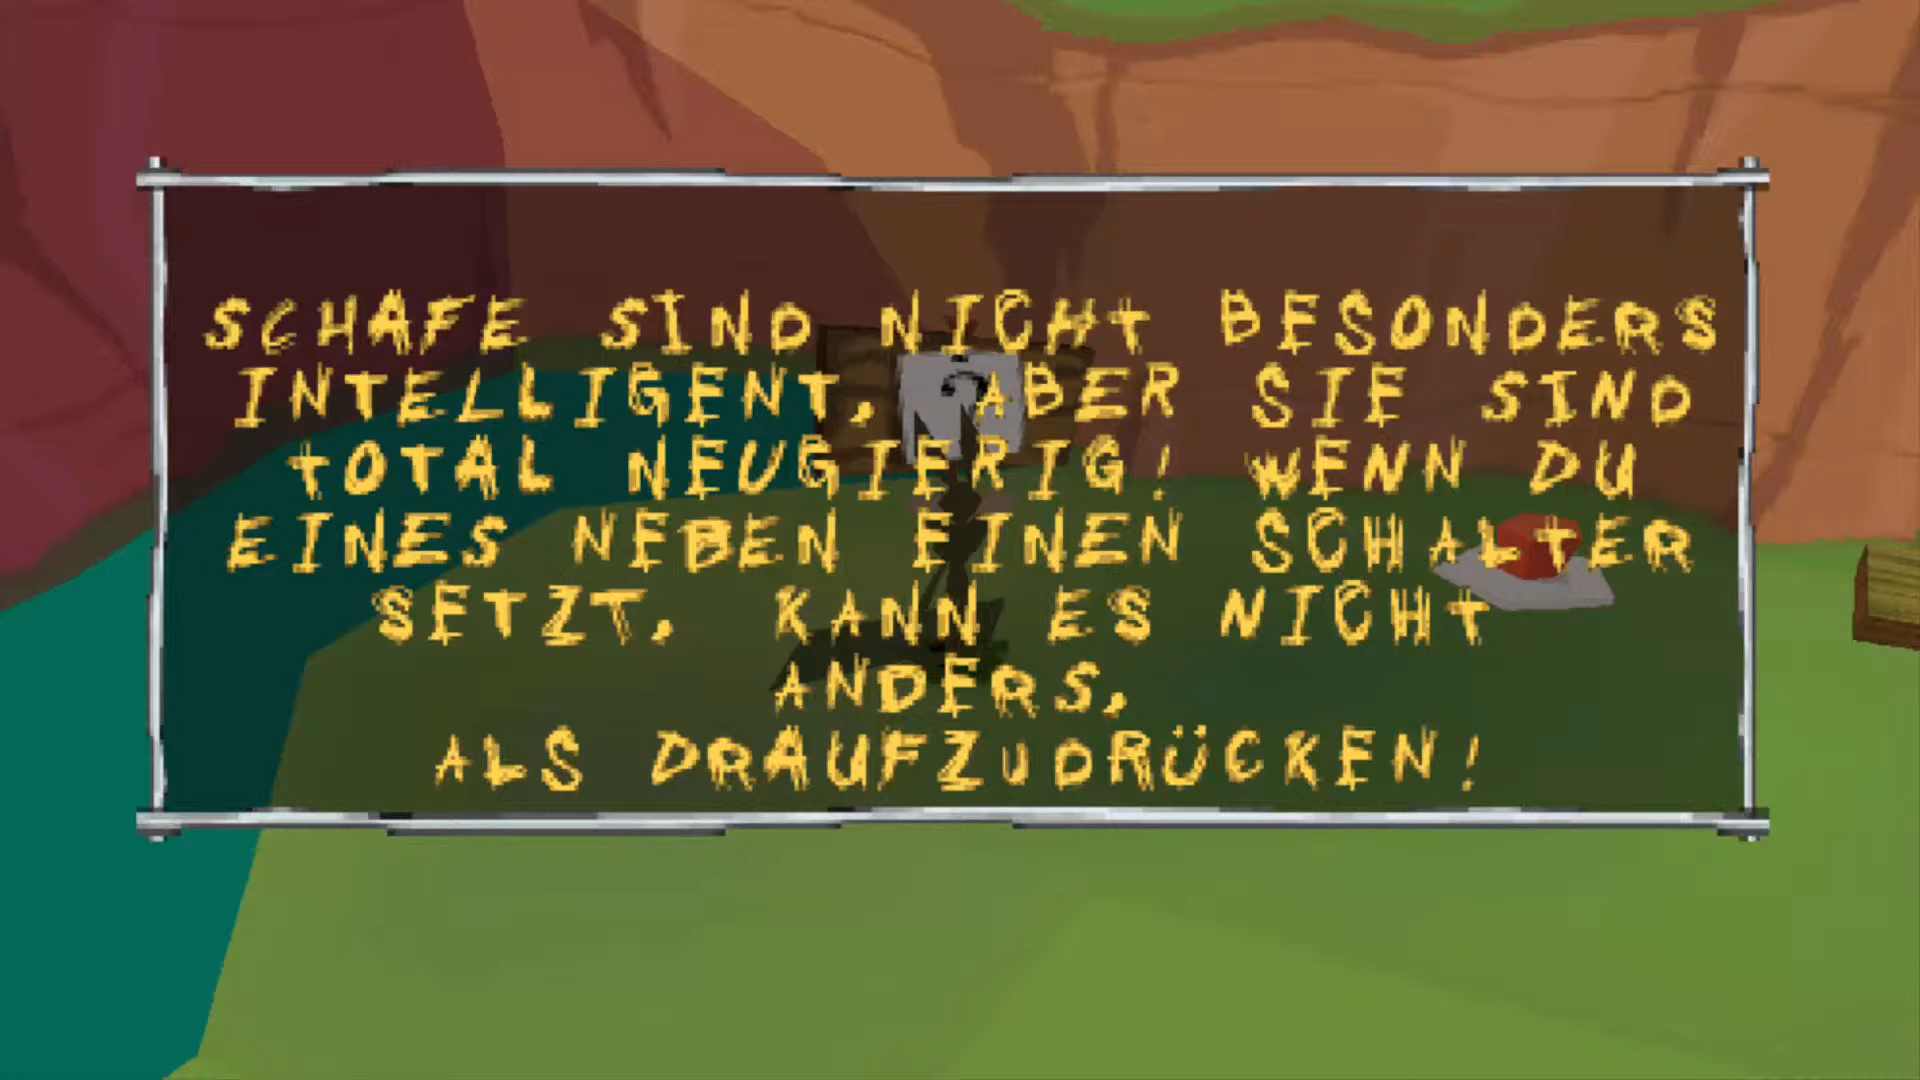 SCHAFE SIND NICHT BESONDERS
INTELLIGENT, ABER SIE SIND
TOTAL NEUGIERIG! WENN DU
EINES NEBEN EINEN SCHALTER
SETZT, KANN ES NICHT
ANDERS,
ALS DRAUFZUDRÜCKEN!